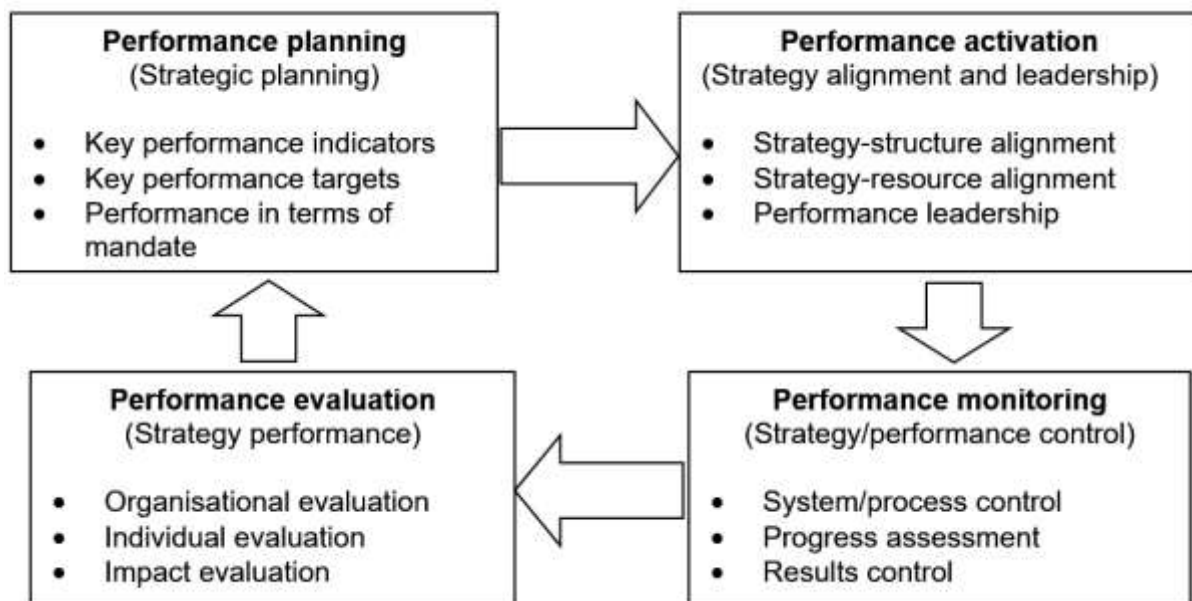 Performance planning
(Strategic planning)
• Key performance indicators
• Key performance targets
• Performance in terms of
mandate
Performance activation
(Strategy alignment and leadership)
• Strategy-structure alignment
• Strategy-resource alignment
• Performance leadership
Performance evaluation
(Strategy performance)
• Organisational evaluation
• Individual evaluation
• Impact evaluation
Performance monitoring
(Strategy/performance control)
• System/process control
• Progress assessment
• Results control